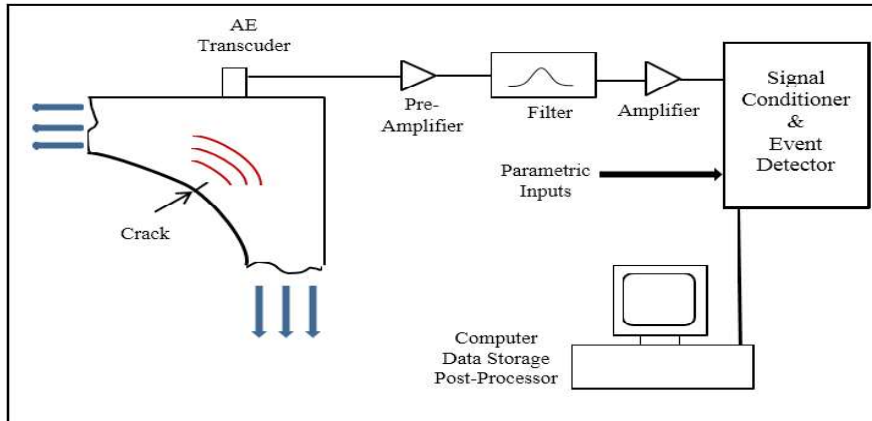 AE
Transcuder
Pre-
Amplifier
Filter
Amplifier
Signal
Conditioner
&
Event
Detector
Parametric
Inputs
Crack
Computer
Data Storage
Post-Processor